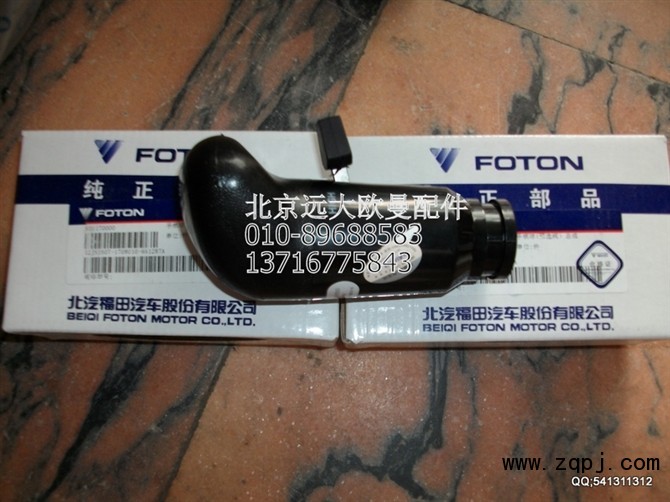 FOTON
纯正
FOTON
北汽福田汽车股份有限公司
BEIQI FOTON MOTOR CO.,LTD.
FOTON
正部品
北汽福田汽车股份有限公司
BEIQI FOTON MOTOR CO.,LTD.
北京远大欧曼配件
010-89688583
13716775843
www.zqpj.com
QQ:541311312